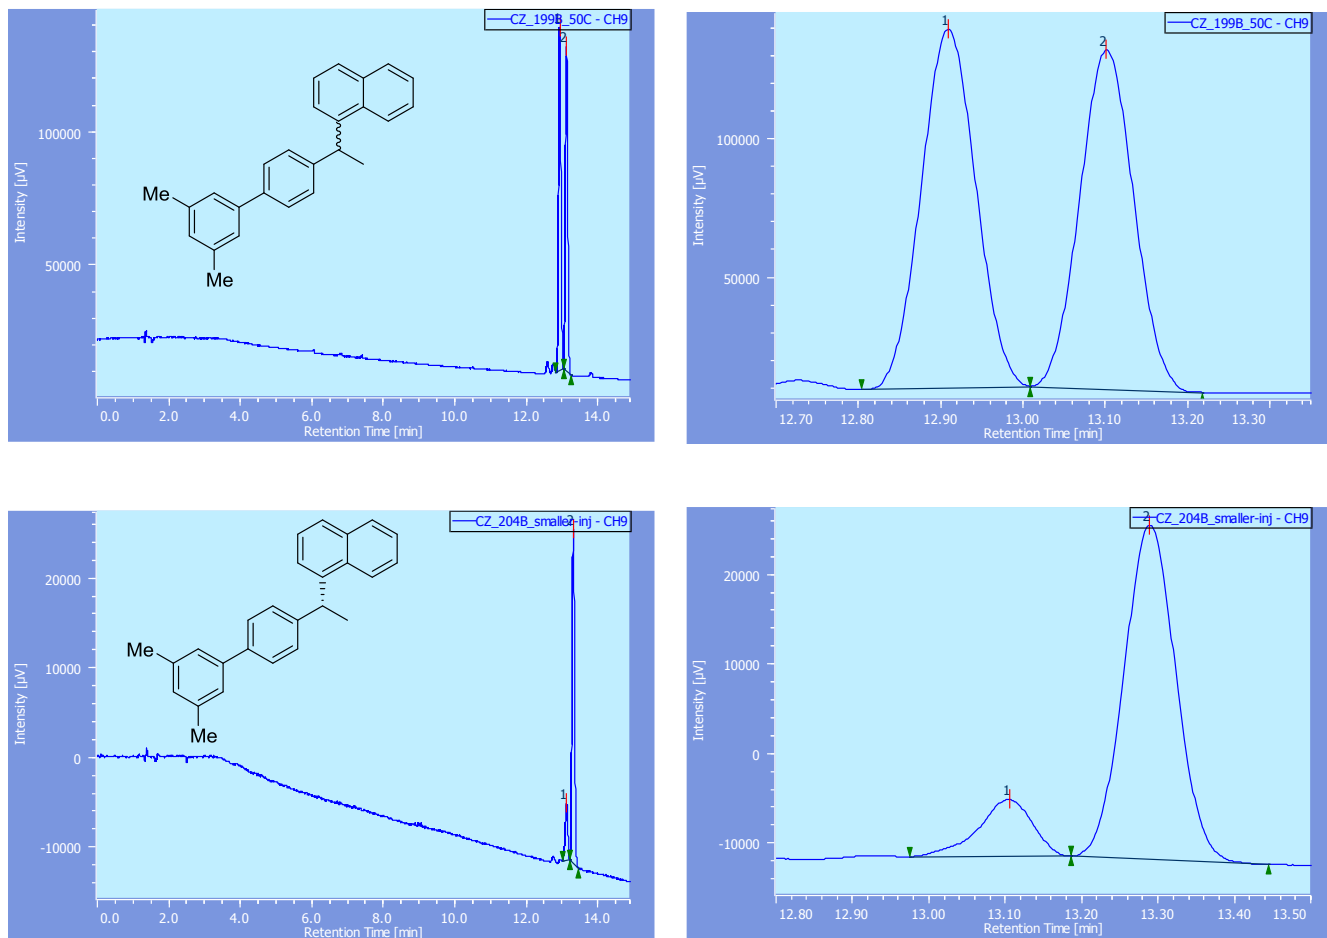 CZ_199B_50C - CH9
1
2
Me
Me
Intensity [µV]
100000
50000
0.0 2.0 4.0 6.0 8.0 10.0 12.0 14.0
Retention Time [min]
CZ_199B_50C - CH9
1
2
Intensity [µV]
100000
50000
12.70 12.80 12.90 13.00 13.10 13.20 13.30
Retention Time [min]
CZ_204B_smaller-inj - CH9
2
1
Me
Me
Intensity [µV]
20000
10000
0
-10000
0.0 2.0 4.0 6.0 8.0 10.0 12.0 14.0
Retention Time [min]
CZ_204B_smaller-inj - CH9
2
1
Intensity [µV]
20000
10000
0
-10000
12.80 12.90 13.00 13.10 13.20 13.30 13.40 13.50
Retention Time [min]